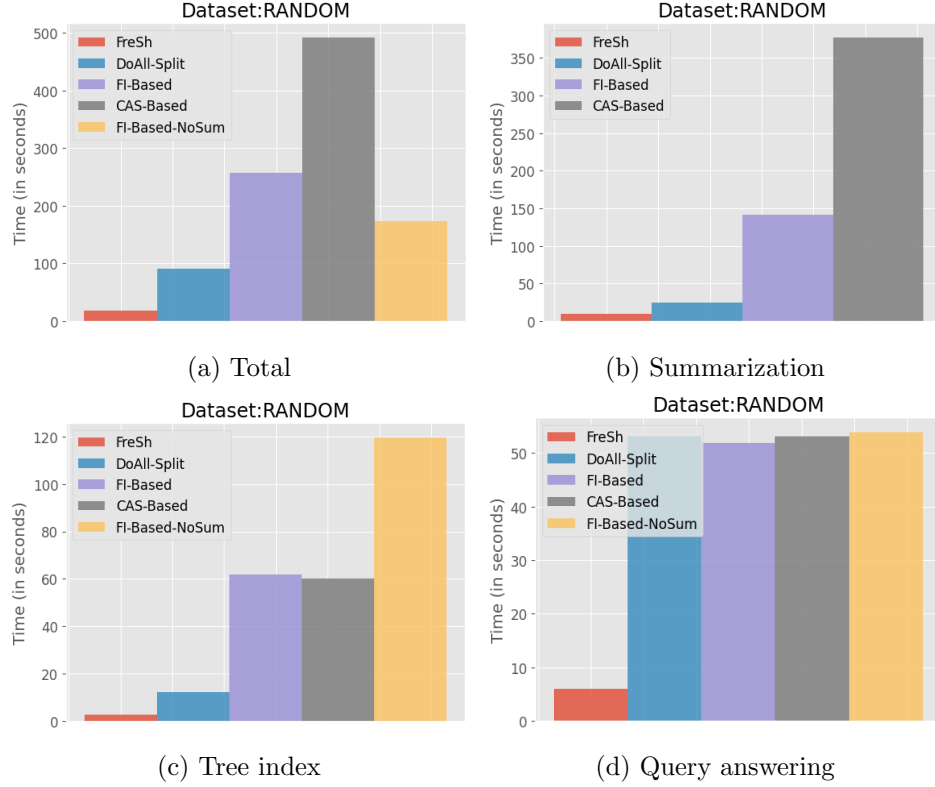 Dataset:RANDOM
Time (in seconds)
500
400
300
200
100
0
FreSh
DoAll-Split
FI-Based
CAS-Based
FI-Based-NoSum
(a) Total
Dataset:RANDOM
Time (in seconds)
350
300
250
200
150
100
50
0
FreSh
DoAll-Split
FI-Based
CAS-Based
(b) Summarization
Dataset:RANDOM
Time (in seconds)
120
100
80
60
40
20
0
FreSh
DoAll-Split
FI-Based
CAS-Based
FI-Based-NoSum
(c) Tree index
Dataset:RANDOM
Time (in seconds)
50
40
30
20
10
0
FreSh
DoAll-Split
FI-Based
CAS-Based
FI-Based-NoSum
(d) Query answering